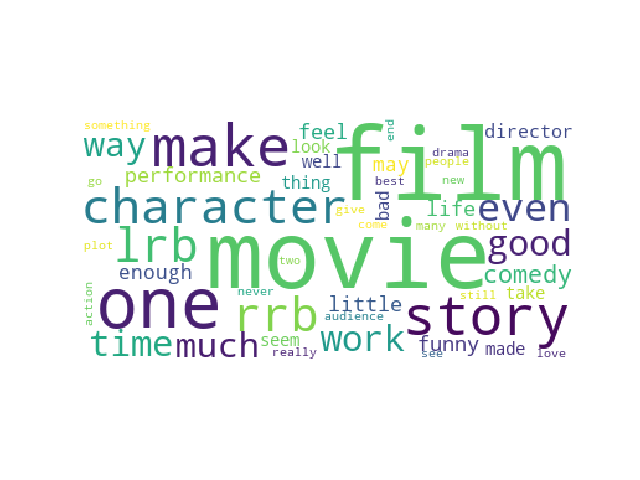 something
way
make
feel
look
well
end
film
director
drama
may
people
go
performance
thing
best
new
character
give
bad
life
even
come
many
without
plot
lrb
enough
movie
two
good
comedy
action
one
never
rrb
little
audience
still
take
story
time
much
seem
really
work
funny
see
made
love